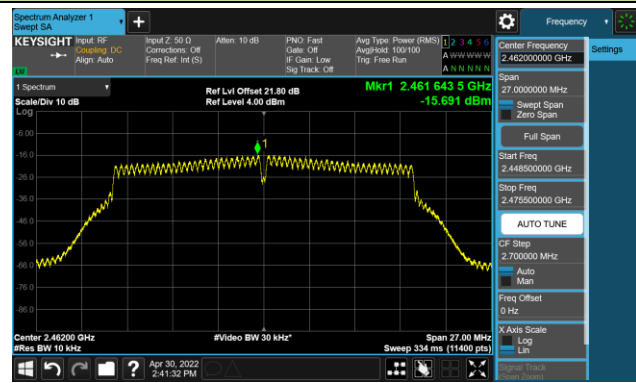 Spectrum Analyzer 1
Swept SA
Frequency
KEYSIGHT
Input: RF
Coupling: DC
Align: Auto
Input Z: 50 Ω
Corrections: Off
Freq Ref: Int (S)
Atten: 10 dB
PNO: Fast
Gate: Off
IF Gain: Low
Sig Track: Off
Avg Type: Power (RMS)
Avg|Hold: 100/100
Trig: Free Run
1 2 3 4 5 6
A W W W W W
A N N N N N
1 Spectrum
Scale/Div 10 dB
Log
Ref Lvl Offset 21.80 dB
Ref Level 4.00 dBm
Mkr1 2.461 643 5 GHz
-15.691 dBm
1
-6.00
-16.0
-26.0
-36.0
-46.0
-56.0
-66.0
-76.0
-86.0
Center 2.46200 GHz
#Res BW 10 kHz
#Video BW 30 kHz*
Span 27.00 MHz
Sweep 334 ms (11400 pts)
Apr 30, 2022
2:41:32 PM
Center Frequency
2.462000000 GHz
Settings
Span
27.0000000 MHz
Swept Span
Zero Span
Full Span
Start Freq
2.448500000 GHz
Stop Freq
2.475500000 GHz
AUTO TUNE
CF Step
2.700000 MHz
Auto
Man
Freq Offset
0 Hz
X Axis Scale
Log
Lin
Signal Track
(Span Zoom)